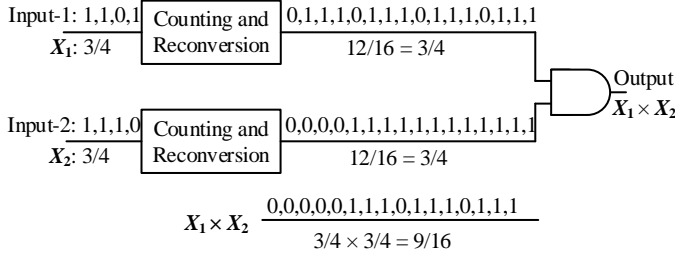 Input-1: 1,1,0,1
X1: 3/4
Counting and
Reconversion
0,1,1,1,0,1,1,1,0,1,1,1,0,1,1,1
12/16 = 3/4
Output
X1 × X2
Input-2: 1,1,1,0
X2: 3/4
Counting and
Reconversion
0,0,0,0,1,1,1,1,1,1,1,1,1,1,1,1
12/16 = 3/4
X1 × X2
0,0,0,0,0,1,1,1,0,1,1,1,0,1,1,1
3/4 × 3/4 = 9/16